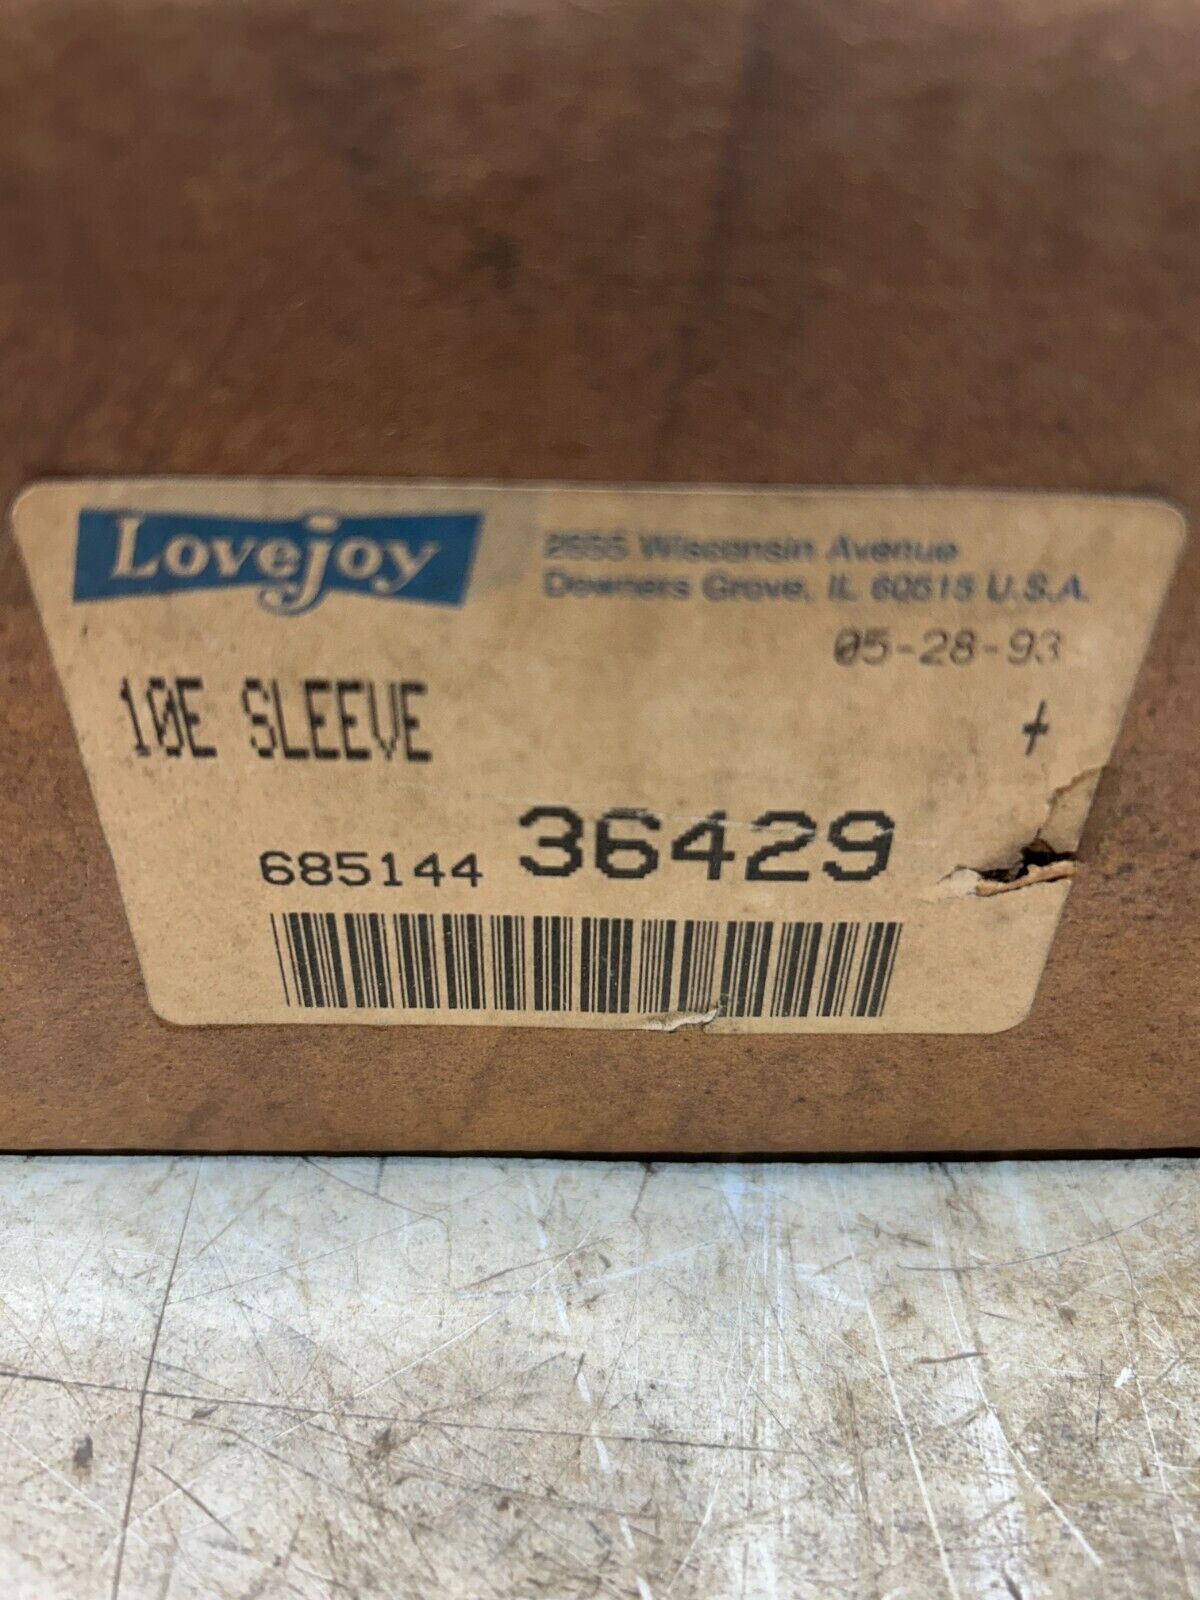 Lovejoy
2655 Wisconsin Avenue
Downers Grove, IL 60515 U.S.A.
05-28-93
10E SLEEVE
685144 36429